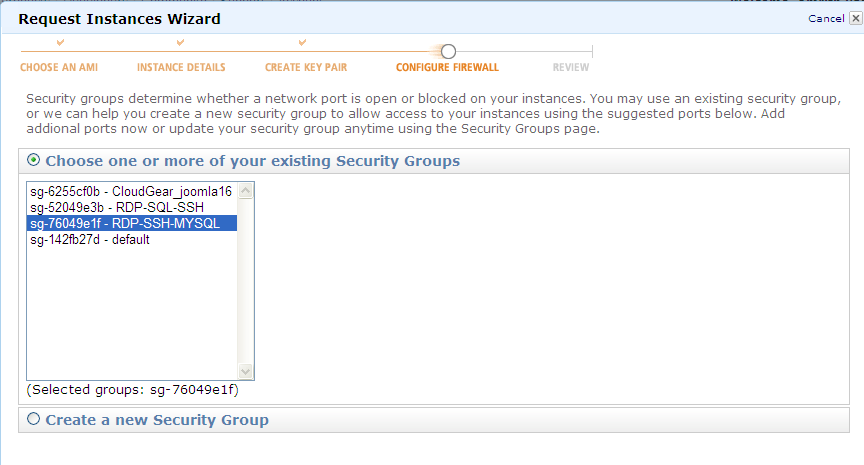 Request Instances Wizard
Cancel
CHOOSE AN AMI INSTANCE DETAILS CREATE KEY PAIR CONFIGURE FIREWALL REVIEW
Security groups determine whether a network port is open or blocked on your instances. You may use an existing security group,
or we can help you create a new security group to allow access to your instances using the suggested ports below. Add
addional ports now or update your security group anytime using the Security Groups page.
Choose one or more of your existing Security Groups
sg-6255cf0b - CloudGear_joomla16
sg-52049e3b - RDP-SQL-SSH
sg-76049e1f - RDP-SSH-MYSQL
sg-142fb27d - default
(Selected groups: sg-76049e1f)
Create a new Security Group